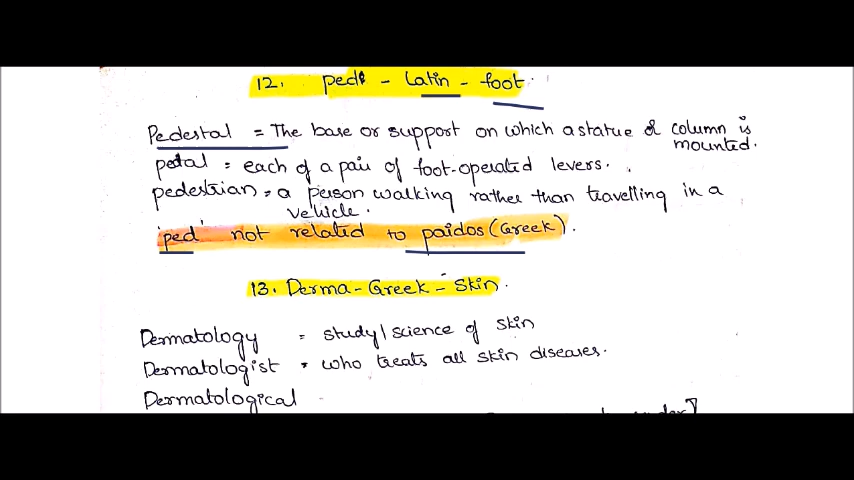 12. ped - Latin - foot.
Pedestal = The base or support on which a statue or column is mounted.
petal = each of a pair of foot-operated levers.
pedestrian = a person walking rather than travelling in a vehicle.
'ped' not related to paidos (Greek).
13. Derma - Greek - Skin.
Dermatology = study/science of skin
Dermatologist = who treats all skin diseases.
Dermatological